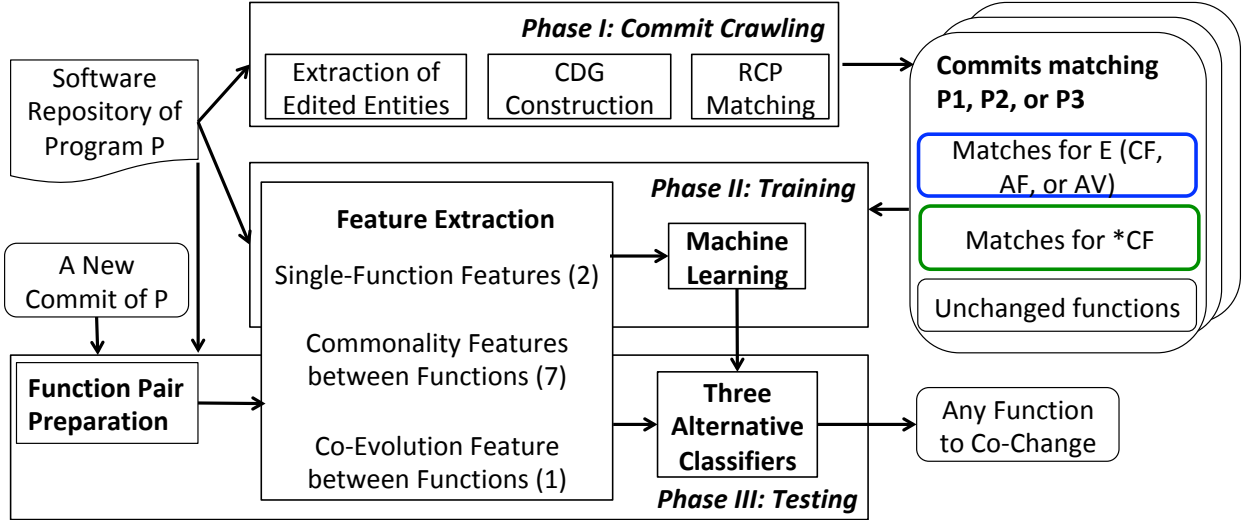 Phase I: Commit Crawling
Extraction of
Edited Entities
CDG
Construction
RCP
Matching
Software
Repository of
Program P
Commits matching
P1, P2, or P3
Matches for E (CF,
AF, or AV)
Matches for *CF
Unchanged functions
Phase II: Training
Feature Extraction
Single-Function Features (2)
Commonality Features
between Functions (7)
Co-Evolution Feature
between Functions (1)
Machine
Learning
A New
Commit of P
Function Pair
Preparation
Three
Alternative
Classifiers
Any Function
to Co-Change
Phase III: Testing